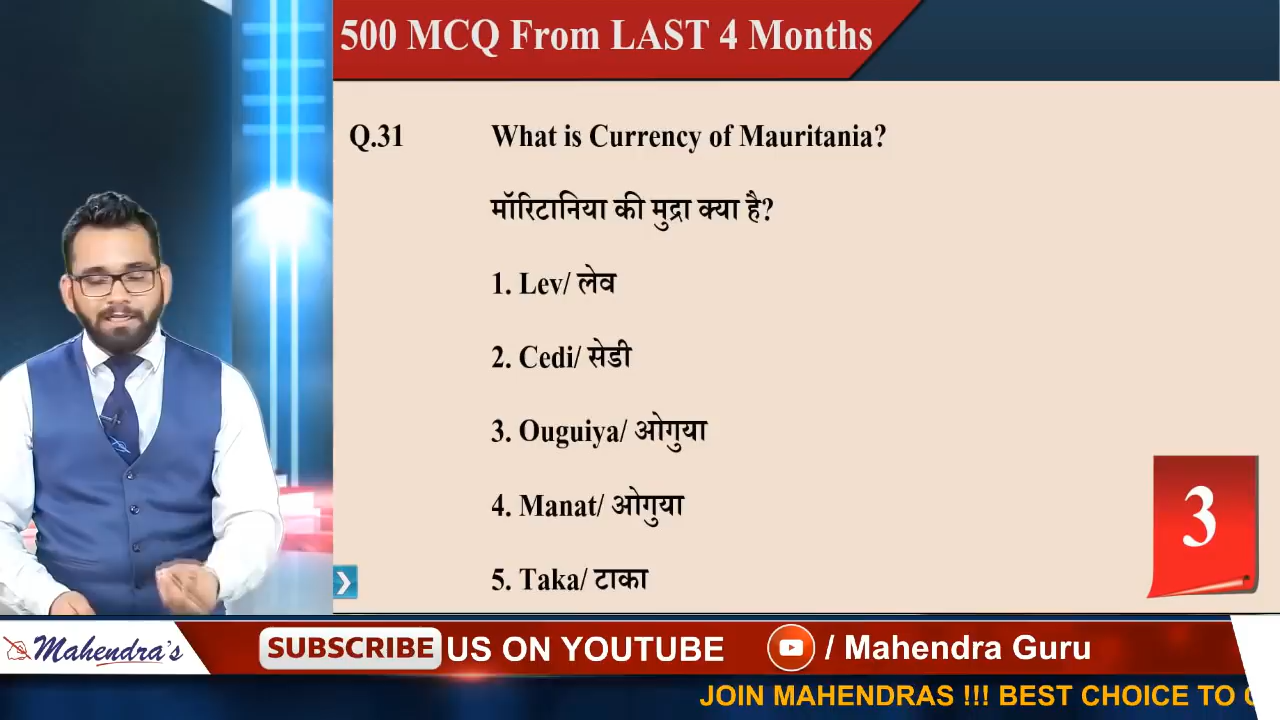 500 MCQ From LAST 4 Months
Q.31 What is Currency of Mauritania?
मॉरिटानिया की मुद्रा क्या है?
1. Lev/ लेव
2. Cedi/ सेडी
3. Ouguiya/ ओगुया
4. Manat/ ओगुया
5. Taka/ टाका
3
Mahendra's
SUBSCRIBE US ON YOUTUBE
/ Mahendra Guru
JOIN MAHENDRAS !!! BEST CHOICE TO